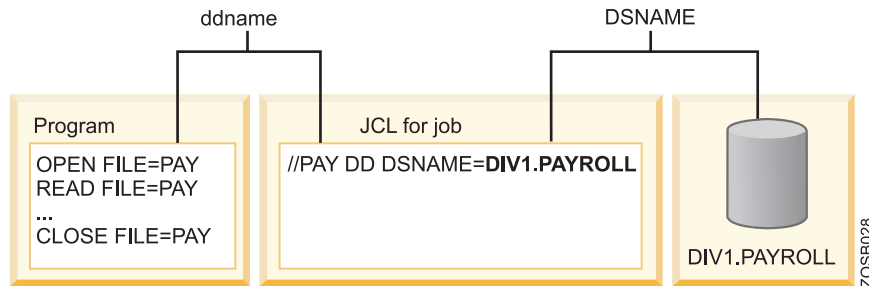 ddname
DSNAME
Program
OPEN FILE=PAY
READ FILE=PAY
...
CLOSE FILE=PAY
JCL for job
//PAY DD DSNAME=DIV1.PAYROLL
DIV1.PAYROLL
ZOSB028